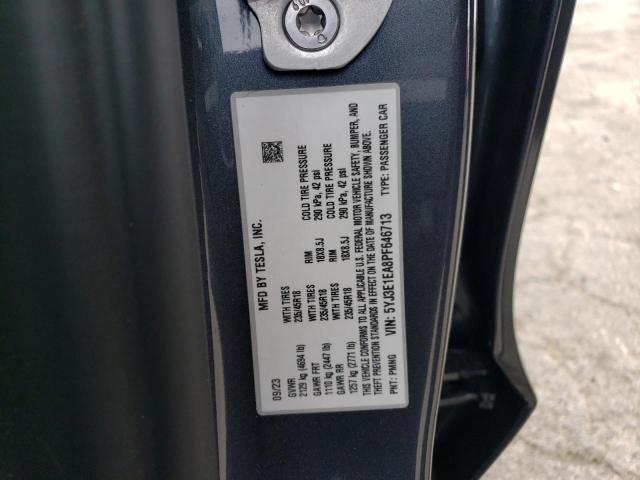 MFD BY TESLA, INC.
09/23
GVWR
2129 kg (4694 lb)
GAWR FRT
1110 kg (2447 lb)
GAWR RR
1257 kg (2771 lb)
WITH TIRES
235/45R18
WITH TIRES
235/45R18
WITH TIRES
235/45R18
RIM
18X8.5J
RIM
18X8.5J
COLD TIRE PRESSURE
290 kPa, 42 psi
COLD TIRE PRESSURE
290 kPa, 42 psi
THIS VEHICLE CONFORMS TO ALL APPLICABLE U.S. FEDERAL MOTOR VEHICLE SAFETY, BUMPER, AND
THEFT PREVENTION STANDARDS IN EFFECT ON THE DATE OF MANUFACTURE SHOWN ABOVE.
VIN: 5YJ3E1EA8PF646713
PNT: PMNG
TYPE: PASSENGER CAR